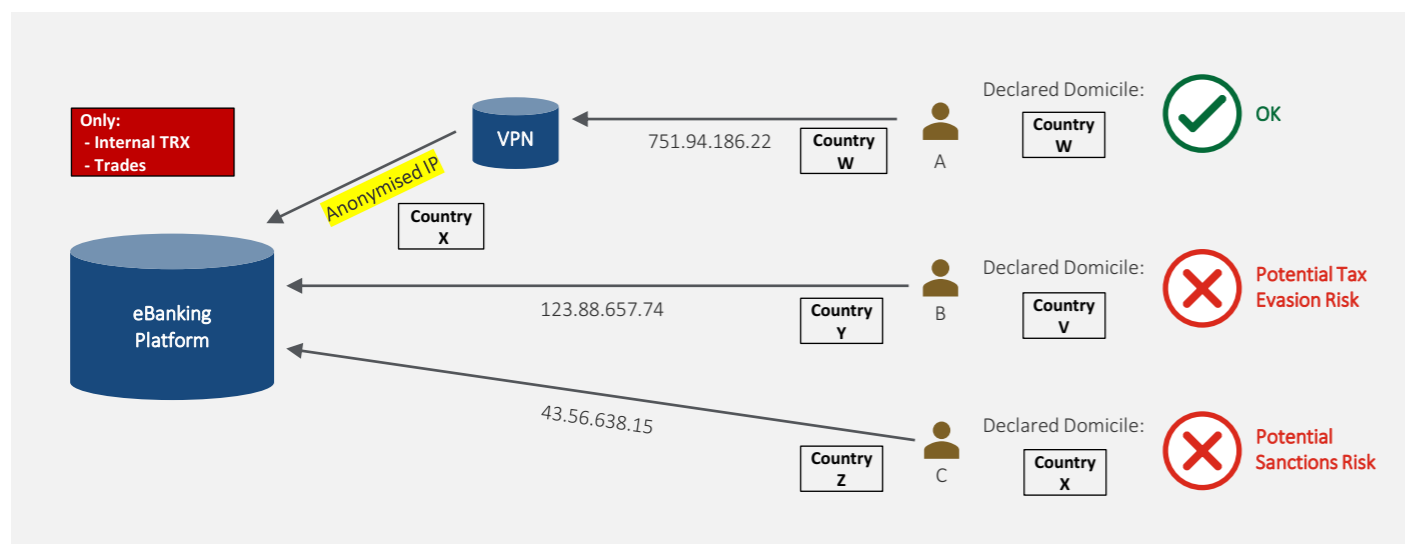 Only:
- Internal TRX
- Trades
VPN
751.94.186.22
Country
W
A
Declared Domicile:
Country
W
OK
Anonymised IP
Country
X
eBanking
Platform
123.88.657.74
Country
Y
B
Declared Domicile:
Country
V
Potential Tax
Evasion Risk
43.56.638.15
Country
Z
C
Declared Domicile:
Country
X
Potential
Sanctions Risk